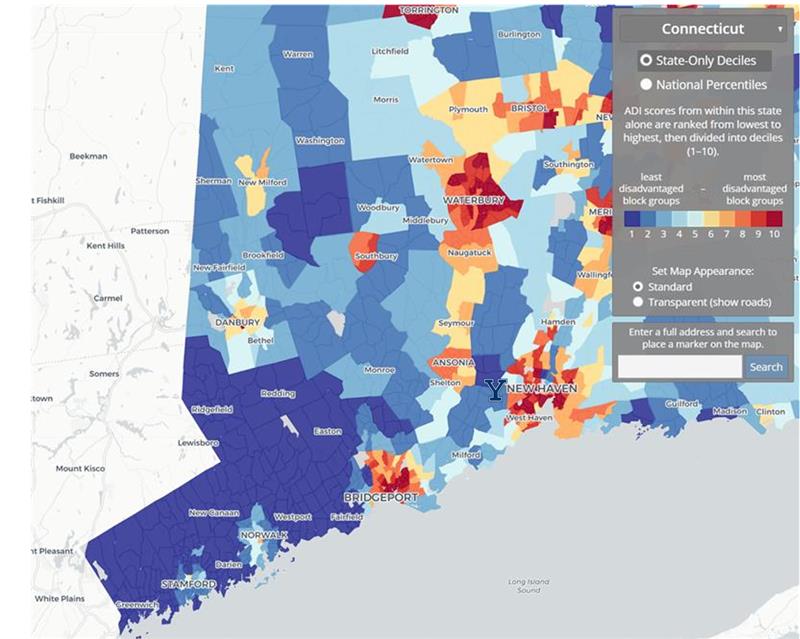 TORRINGTON
Burlington
Kent
Warren
Litchfield
Morris
Plymouth
BRISTOL
NEW
Washington
Beekman
Watertown
Southington
Sherman
New Milford
t Fishkill
WATERBURY
Woodbury
Middlebury
MERI
Patterson
Kent Hills
Brookfield
Southbury
Naugatuck
New Fairfield
Wallingf
Carmel
DANBURY
Seymour
Hamden
Bethel
Somers
Monroe
ANSONIA
Shelton
Y
NEW HAVEN
town
Redding
Ridgefield
West Haven
Guilford
Madison
Clinton
Easton
Lewisboro
Milford
Mount Kisco
BRIDGEPORT
New Canaan
Westport
Fairfield
NORWALK
nt Pleasant
Darien
STAMFORD
Long Island
Sound
White Plains
Greenwich
Connecticut
State-Only Deciles
National Percentiles
ADI scores from within this state
alone are ranked from lowest to
highest, then divided into deciles
(1–10).
least
disadvantaged
block groups
–
most
disadvantaged
block groups
1 2 3 4 5 6 7 8 9 10
Set Map Appearance:
Standard
Transparent (show roads)
Enter a full address and search to
place a marker on the map.
Search